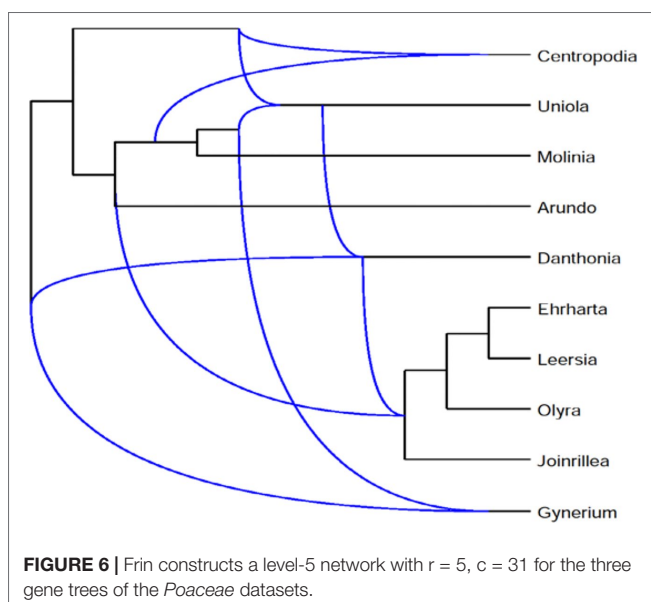 Centropodia
Uniola
Molinia
Arundo
Danthonia
Ehrharta
Leersia
Olyra
Joinrillea
Gynerium
FIGURE 6 | Frin constructs a level-5 network with r = 5, c = 31 for the three
gene trees of the Poaceae datasets.